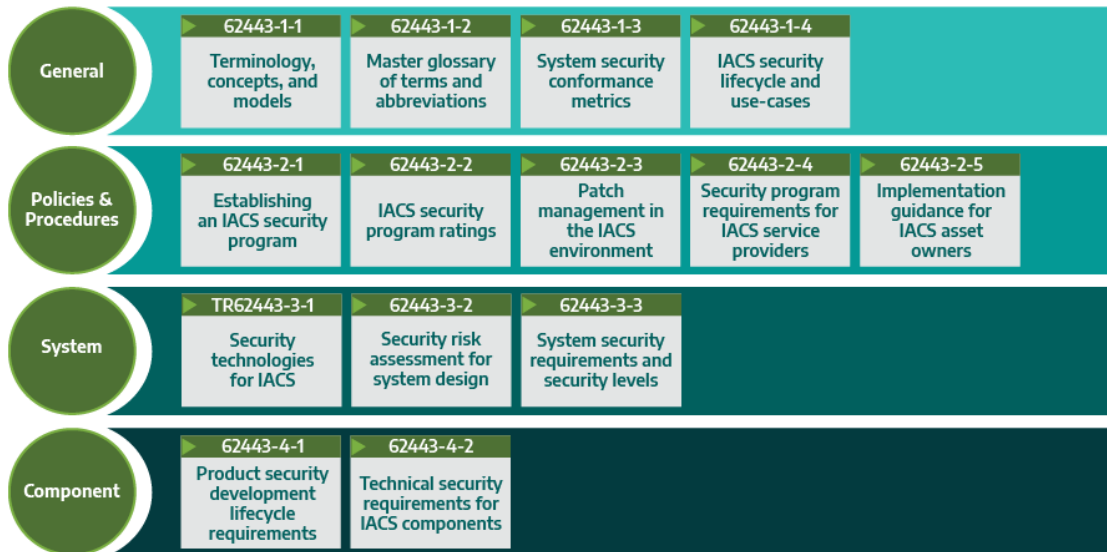 General
62443-1-1
Terminology,
concepts, and
models
62443-1-2
Master glossary
of terms and
abbreviations
62443-1-3
System security
conformance
metrics
62443-1-4
IACS security
lifecycle and
use-cases
Policies &
Procedures
62443-2-1
Establishing
an IACS security
program
62443-2-2
IACS security
program ratings
62443-2-3
Patch
management in
the IACS
environment
62443-2-4
Security program
requirements for
IACS service
providers
62443-2-5
Implementation
guidance for
IACS asset
owners
System
TR62443-3-1
Security
technologies
for IACS
62443-3-2
Security risk
assessment for
system design
62443-3-3
System security
requirements and
security levels
Component
62443-4-1
Product security
development
lifecycle
requirements
62443-4-2
Technical security
requirements for
IACS components